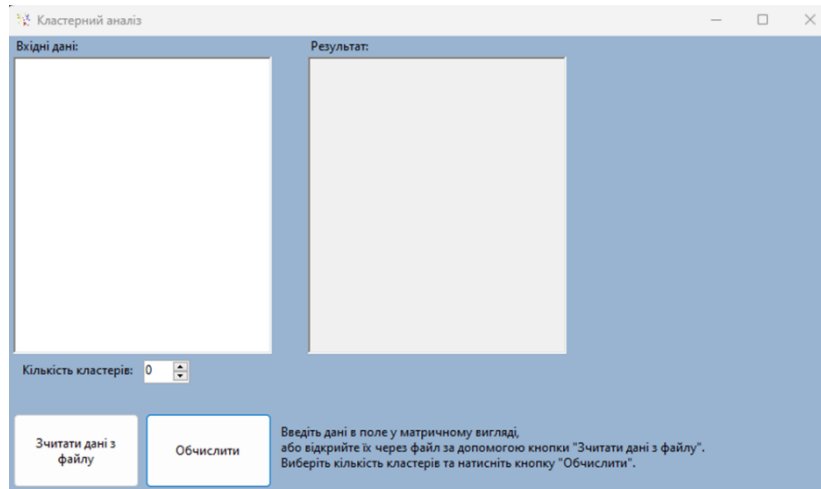 Кластерний аналіз
Вхідні дані:
Результат:
Кількість кластерів: 0
Зчитати дані з
файлу
Обчислити
Введіть дані в поле у матричному вигляді,
або відкрийте їх через файл за допомогою кнопки "Зчитати дані з файлу".
Виберіть кількість кластерів та натисніть кнопку "Обчислити".